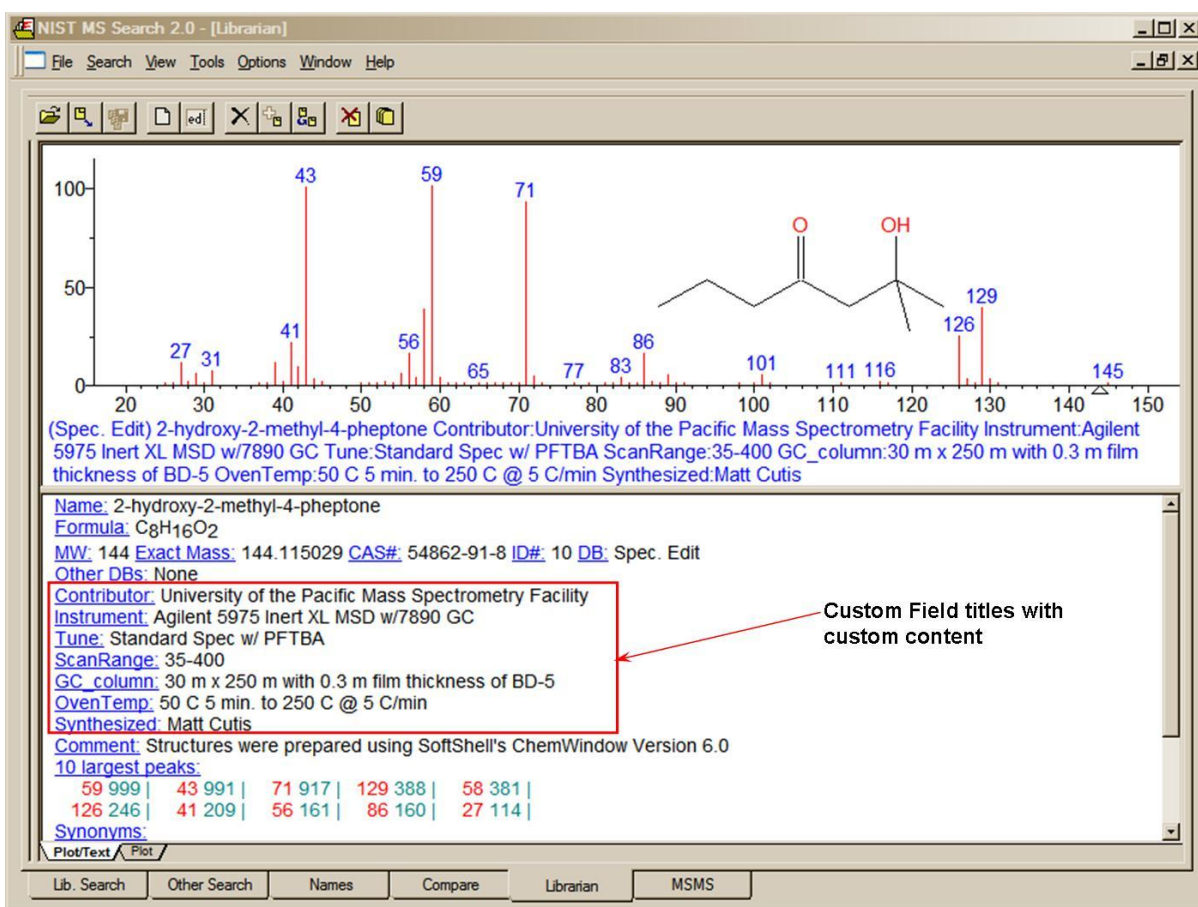 NIST MS Search 2.0 - [Librarian]
File Search View Tools Options Window Help
43 59 71
O OH
100
50
0
27 31 41 56 65 77 83 86 101 111 116 126 129 145
20 30 40 50 60 70 80 90 100 110 120 130 140 150
(Spec. Edit) 2-hydroxy-2-methyl-4-pheptone Contributor:University of the Pacific Mass Spectrometry Facility Instrument:Agilent
5975 Inert XL MSD w/7890 GC Tune:Standard Spec w/ PFTBA ScanRange:35-400 GC_column:30 m x 250 m with 0.3 m film
thickness of BD-5 OvenTemp:50 C 5 min. to 250 C @ 5 C/min Synthesized:Matt Cutis
Name: 2-hydroxy-2-methyl-4-pheptone
Formula: C8H16O2
MW: 144 Exact Mass: 144.115029 CAS#: 54862-91-8 ID#: 10 DB: Spec. Edit
Other DBs: None
Contributor: University of the Pacific Mass Spectrometry Facility
Instrument: Agilent 5975 Inert XL MSD w/7890 GC
Tune: Standard Spec w/ PFTBA
ScanRange: 35-400
GC_column: 30 m x 250 m with 0.3 m film thickness of BD-5
OvenTemp: 50 C 5 min. to 250 C @ 5 C/min
Synthesized: Matt Cutis
Custom Field titles with
custom content
Comment: Structures were prepared using SoftShell's ChemWindow Version 6.0
10 largest peaks:
59 999 | 43 991 | 71 917 | 129 388 | 58 381 |
126 246 | 41 209 | 56 161 | 86 160 | 27 114 |
Synonyms:
Plot/Text Plot
Lib. Search Other Search Names Compare Librarian MSMS